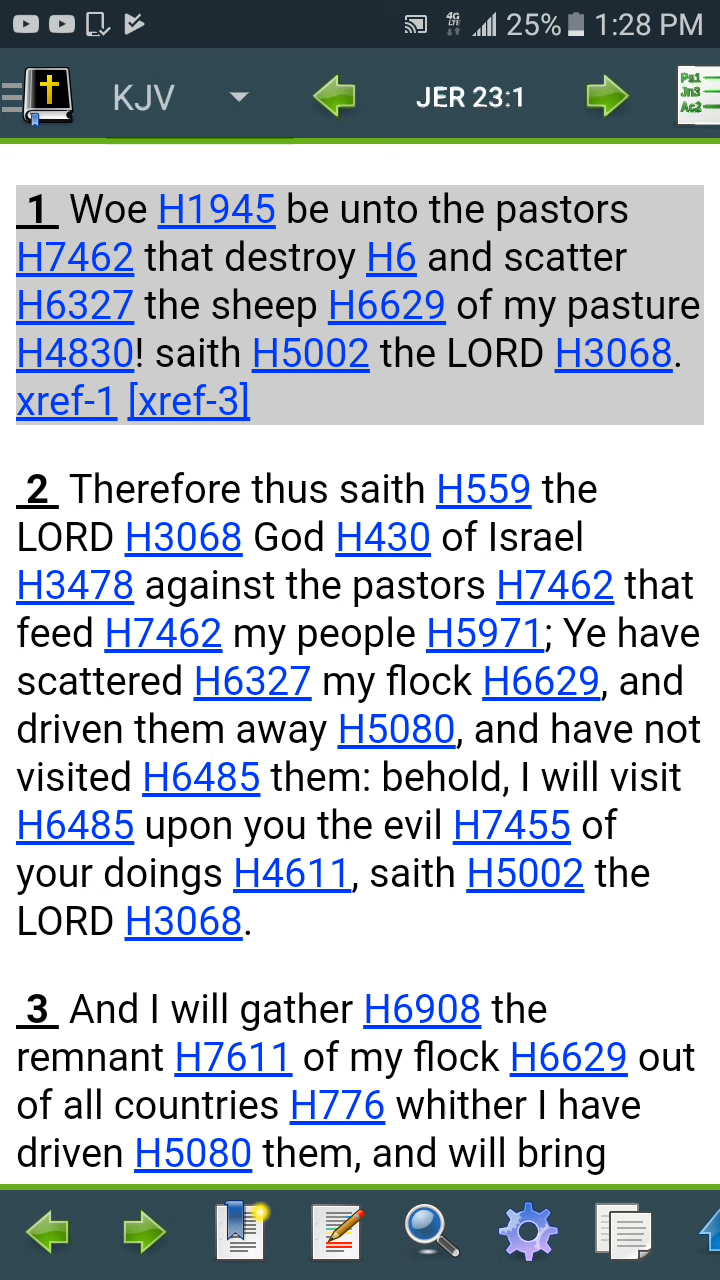 4G LTE 25% 1:28 PM
KJV JER 23:1 Ps1
Jn3
Ac2
1 Woe H1945 be unto the pastors
H7462 that destroy H6 and scatter
H6327 the sheep H6629 of my pasture
H4830! saith H5002 the LORD H3068.
xref-1 [xref-3]
2 Therefore thus saith H559 the
LORD H3068 God H430 of Israel
H3478 against the pastors H7462 that
feed H7462 my people H5971; Ye have
scattered H6327 my flock H6629, and
driven them away H5080, and have not
visited H6485 them: behold, I will visit
H6485 upon you the evil H7455 of
your doings H4611, saith H5002 the
LORD H3068.
3 And I will gather H6908 the
remnant H7611 of my flock H6629 out
of all countries H776 whither I have
driven H5080 them, and will bring